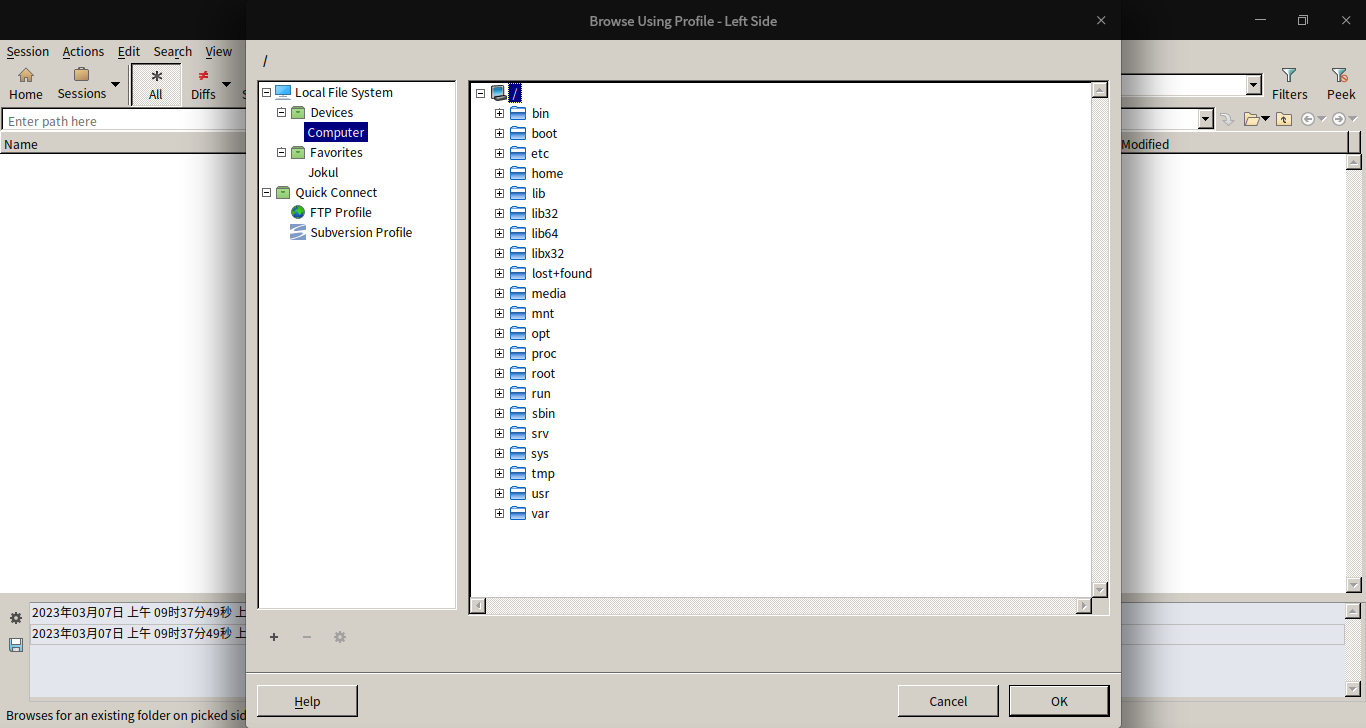 Browse Using Profile - Left Side
Session Actions Edit Search View
/
Home Sessions All Diffs
Filters Peek
Enter path here
Name
Modified
Local File System
Devices
Computer
Favorites
Jokul
Quick Connect
FTP Profile
Subversion Profile
/
bin
boot
etc
home
lib
lib32
lib64
libx32
lost+found
media
mnt
opt
proc
root
run
sbin
srv
sys
tmp
usr
var
2023年03月07日 上午 09时37分49秒 上
2023年03月07日 上午 09时37分49秒 上
Help Cancel OK
Browses for an existing folder on picked sid